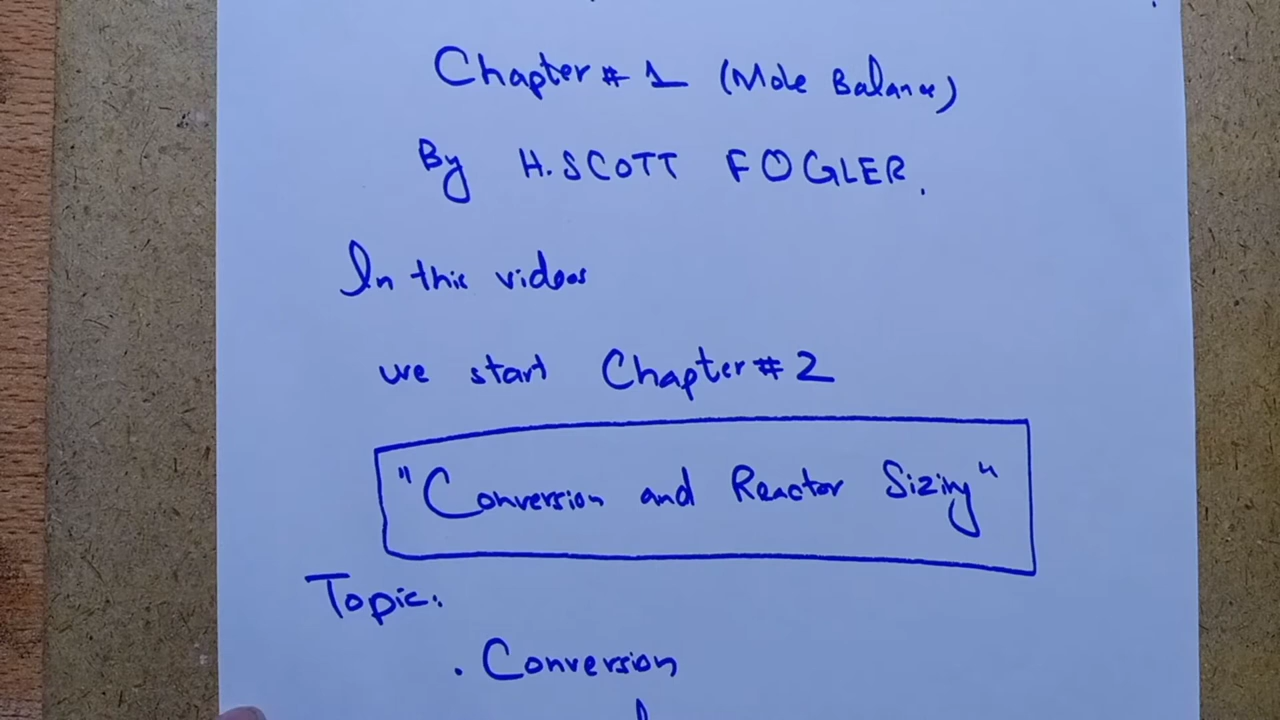 Chapter # 1 (Mole Balance)
By H. SCOTT FOGLER.
In this videos
we start Chapter # 2
"Conversion and Reactor Sizing"
Topic:
. Conversion